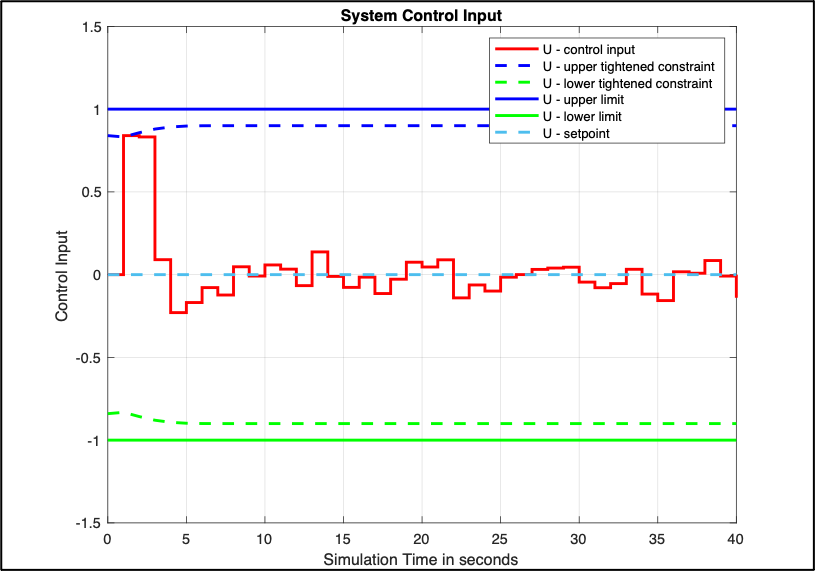 System Control Input
1.5
1
0.5
0
-0.5
-1
-1.5
Control Input
U - control input
U - upper tightened constraint
U - lower tightened constraint
U - upper limit
U - lower limit
U - setpoint
0 5 10 15 20 25 30 35 40
Simulation Time in seconds